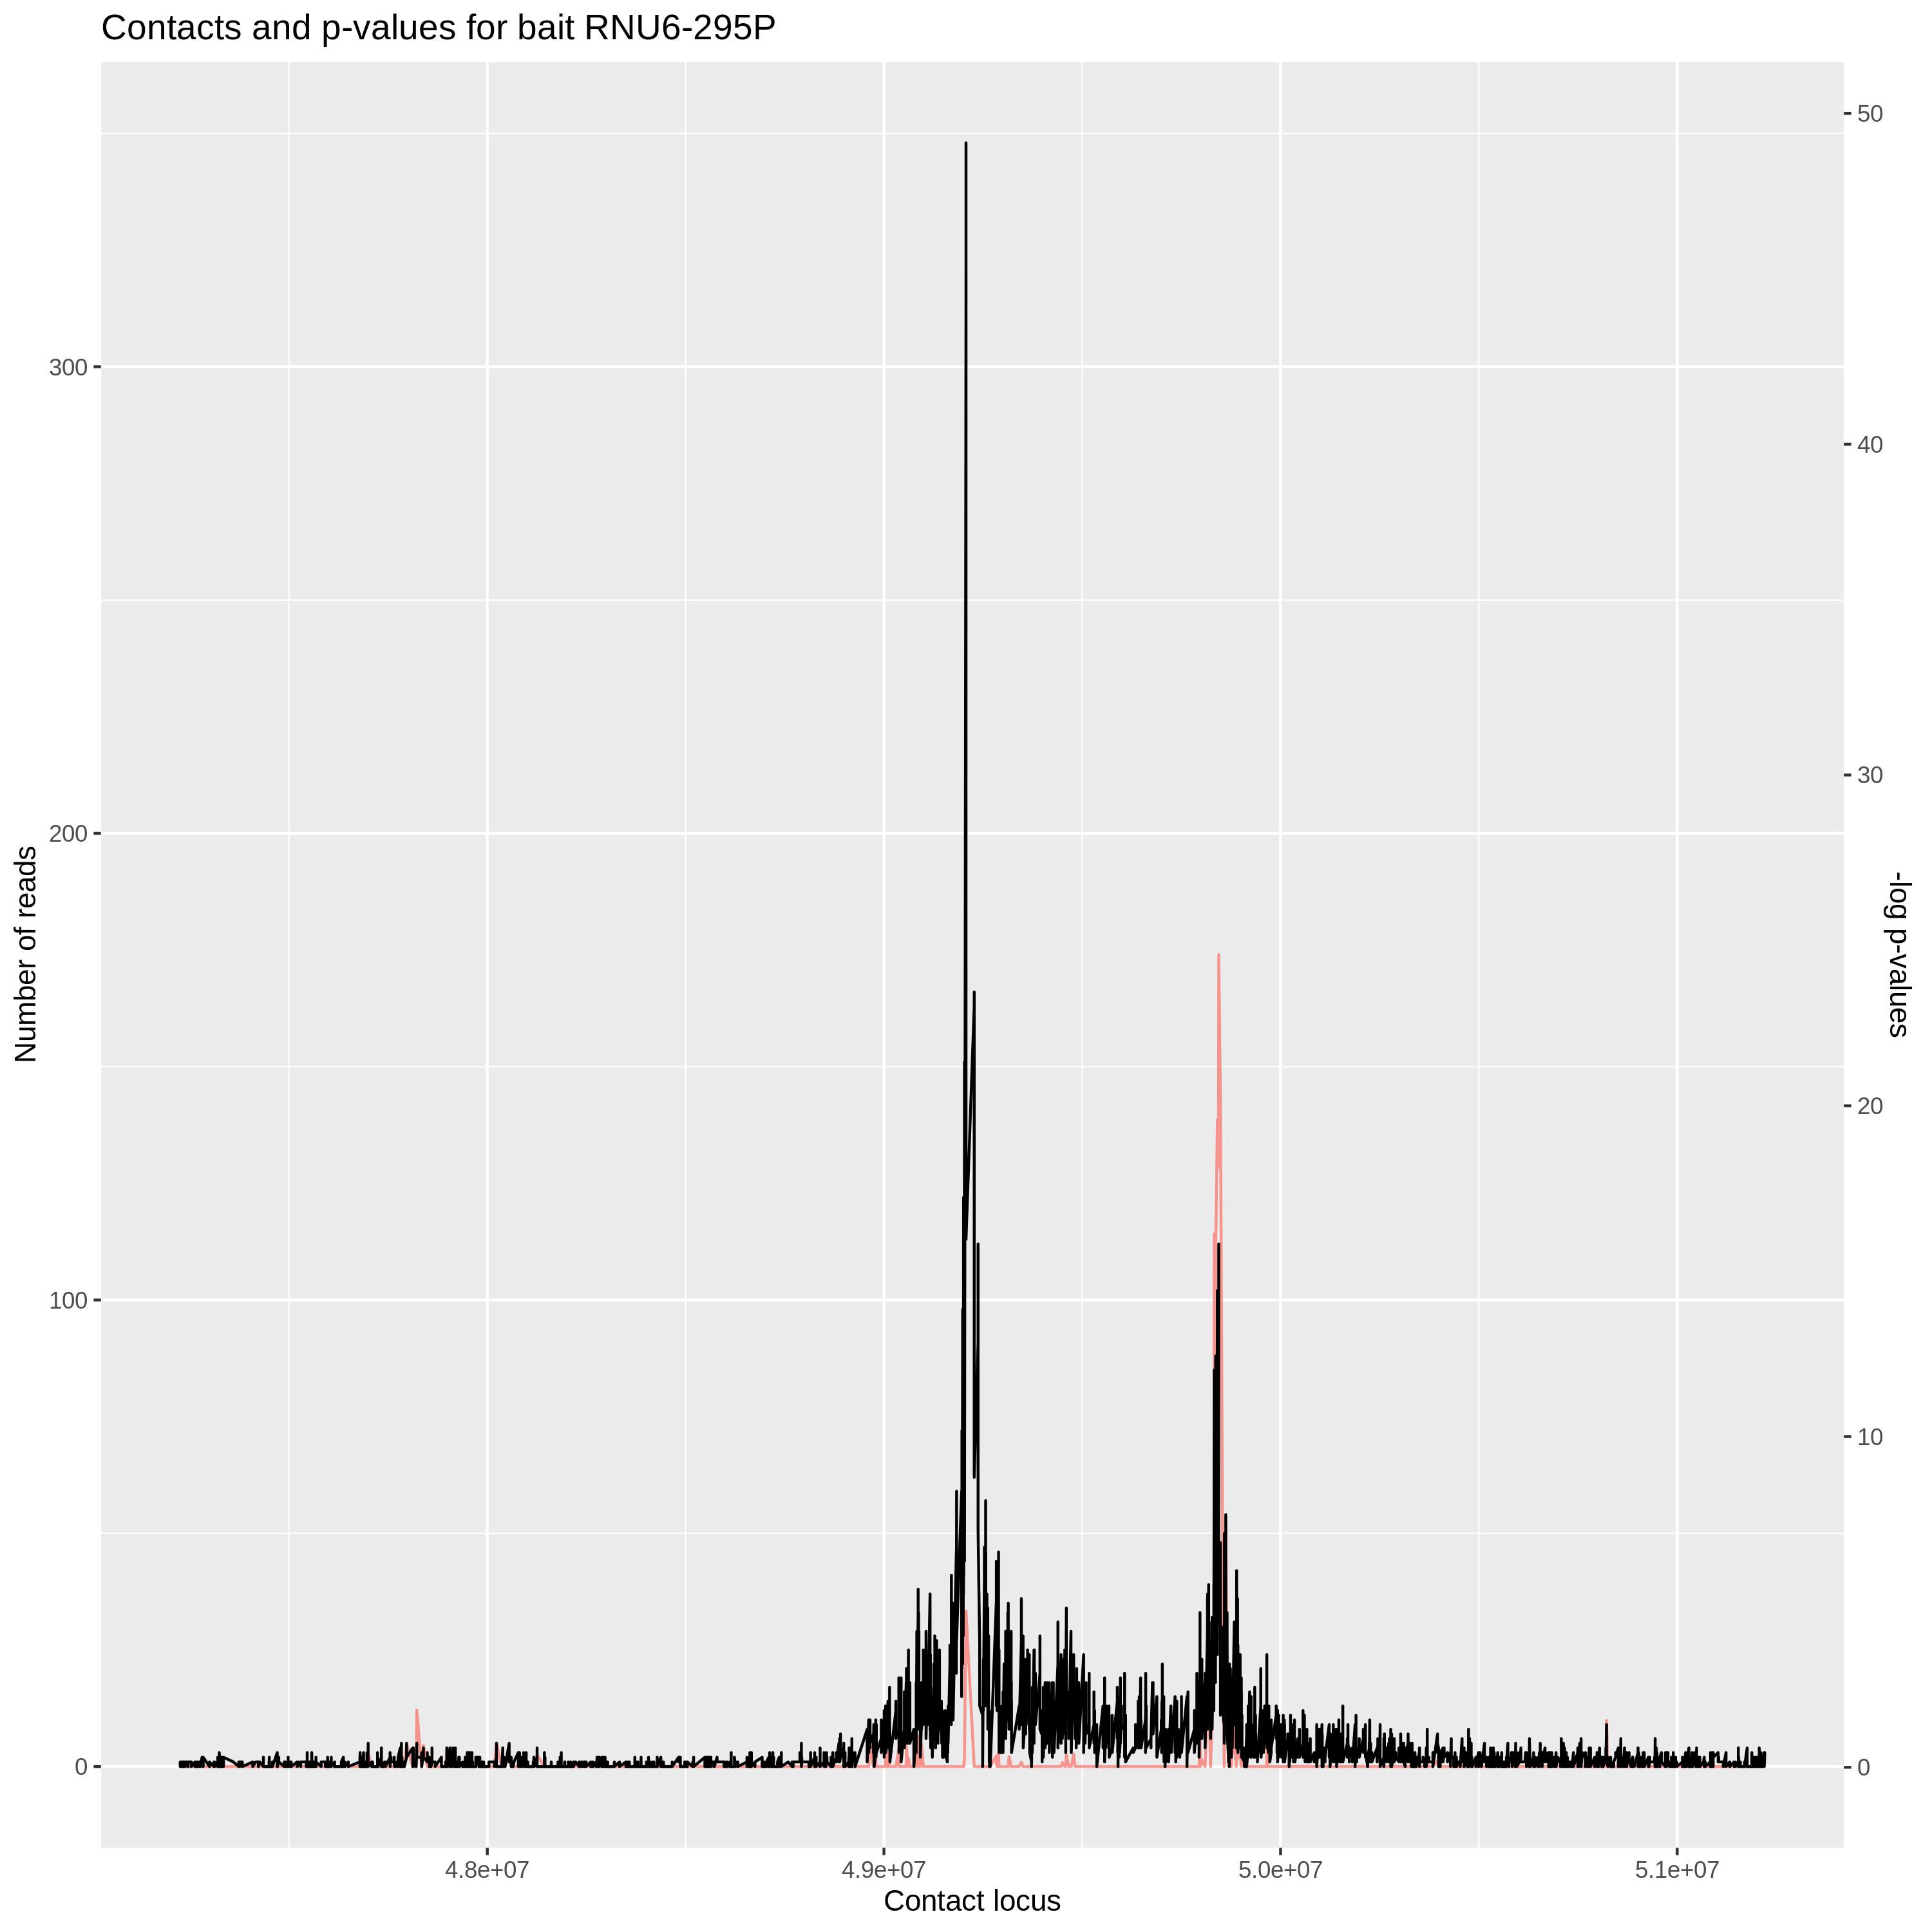 Contacts and p-values for bait RNU6-295P
50
300
40
30
200
Number of reads
-log p-values
20
100
10
0
0
4.8e+07
4.9e+07
5.0e+07
5.1e+07
Contact locus